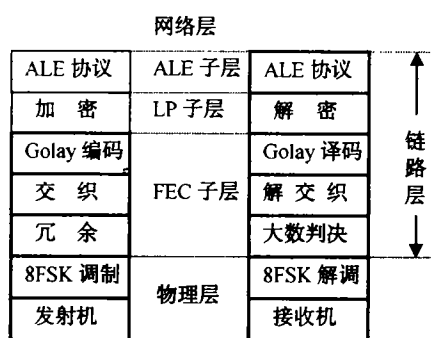 网络层
ALE 协议 ALE 子层 ALE 协议
加 密 LP 子层 解 密
Golay 编码 Golay 译码
交 织 FEC 子层 解 交 织
冗 余 大数判决
8FSK 调制 物理层 8FSK 解调
发射机 接收机
链路层